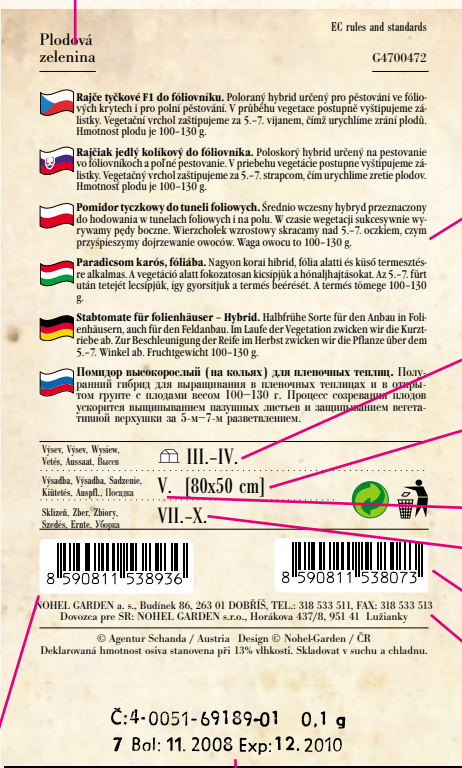 EC rules and standards
Plodová
zelenina
G4700472
Rajče tyčkové F1 do fóliovníku. Poloraný hybrid určený pro pěstování ve fólio-
vých krytech i pro polní pěstování. V průběhu vegetace postupně vyštipujeme zá-
listky. Vegetační vrchol zaštipujeme za 5.-7. vijanem, čímž urychlíme zrání plodů.
Hmotnost plodu je 100-130 g.
Rajčiak jedlý kolíkový do fóliovníka. Poloskorý hybrid určený na pestovanie
vo fóliovníkoch a poľné pestovanie. V priebehu vegetácie postupne vyštipujeme zá-
listky. Vegetačný vrchol zaštipujeme za 5.-7. strapcom, čím urychlime zretie plodov.
Hmotnosť plodu je 100-130 g.
Pomidor tyczkowy do tuneli foliowych. Średnio wczesny hybryd przeznaczony
do hodowania w tunelach foliowych i na polu. W czasie wegetacji sukcesywnie wy-
rywamy pędy boczne. Wierzchołek wzrostowy skracamy nad 5.-7. oczkiem, czym
przyśpieszymy dojrzewanie owoców. Waga owocu to 100-130 g.
Paradicsom karós, fóliába. Nagyon korai hibrid, fólia alatti és küső termesztés-
re alkalmas. A vegetáció alatt fokozatosan kicsípjük a hónaljhajtásokat. Az 5.-7. fürt
után tetejét lecsípjük, így gyorsítjuk a termés beérését. A termés tömege 100-130
g.
Stabtomate für folienhäuser – Hybrid. Halbfrühe Sorte für den Anbau in Foli-
enhäusern, auch für den Feldanbau. Im Laufe der Vegetation zwicken wir die Kurzt-
riebe ab. Zur Beschleunigung der Reife im Herbst zwicken wir die Pflanze über dem
5.-7. Winkel ab. Fruchtgewicht 100-130 g.
Помидор высокорослый (на кольях) для пленочных теплиц. Полу-
ранний гибрид для выращивания в пленочных теплицах и в откры-
том грунте с плодами весом 100–130 г. Процесс созревания плодов
ускорится выщипыванием пазушных листьев и защипыванием вегета-
тивной верхушки за 5-м–7-м разветвлением.
Výsev, Výsev, Wysiew,
Vetés, Aussaat, Высев
III.-IV.
Výsadba, Výsadba, Sadzenie,
Kiültetés, Auspfl., Посадка
V. [80x50 cm]
Sklizeň, Zber, Zbiory,
Szedés, Ernte, Уборка
VII.-X.
8 590811 538936
8 590811 538073
NOHEL GARDEN a. s., Budínek 86, 263 01 DOBŘÍŠ, TEL.: 318 533 511, FAX: 318 533 513
Dovozca pre SR: NOHEL GARDEN s.r.o., Horákova 437/8, 951 41 Lužianky
© Agentur Schanda / Austria Design © Nohel-Garden / ČR
Deklarovaná hmotnost osiva stanovena při 13% vlhkosti. Skladovat v suchu a chladnu.
Č:4-0051-69189-01 0,1 g
7 Bal: 11. 2008 Exp: 12. 2010